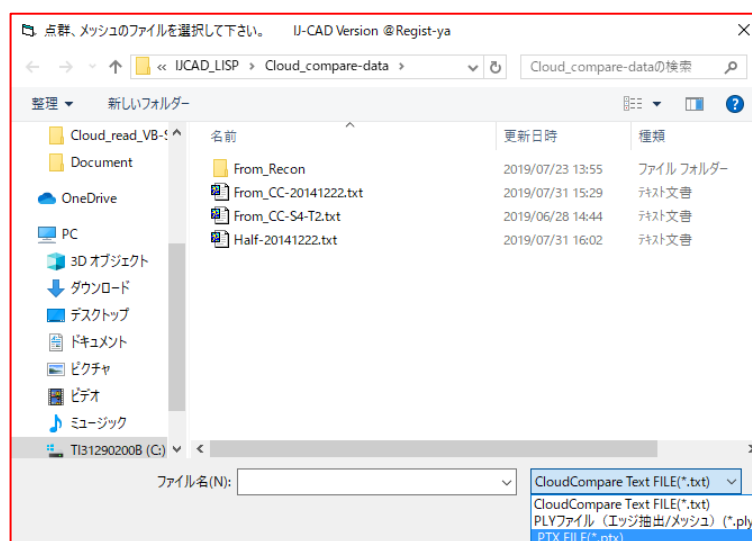 点群、メッシュのファイルを選択して下さい。 IJ-CAD Version @Regist-ya
« IJCAD_LISP > Cloud_compare-data >
Cloud_compare-dataの検索
整理 新しいフォルダー
名前 更新日時 種類
Cloud_read_VB-S
Document
OneDrive
PC
3D オブジェクト
ダウンロード
デスクトップ
ドキュメント
ピクチャ
ビデオ
ミュージック
TI31290200B (C:)
From_Recon 2019/07/23 13:55 ファイル フォルダー
From_CC-20141222.txt 2019/07/31 15:29 テキスト文書
From_CC-S4-T2.txt 2019/06/28 14:44 テキスト文書
Half-20141222.txt 2019/07/31 16:02 テキスト文書
ファイル名(N): CloudCompare Text FILE(*.txt)
CloudCompare Text FILE(*.txt)
PLYファイル（エッジ抽出/メッシュ）(*.ply
PTX FILE(*.ptx)